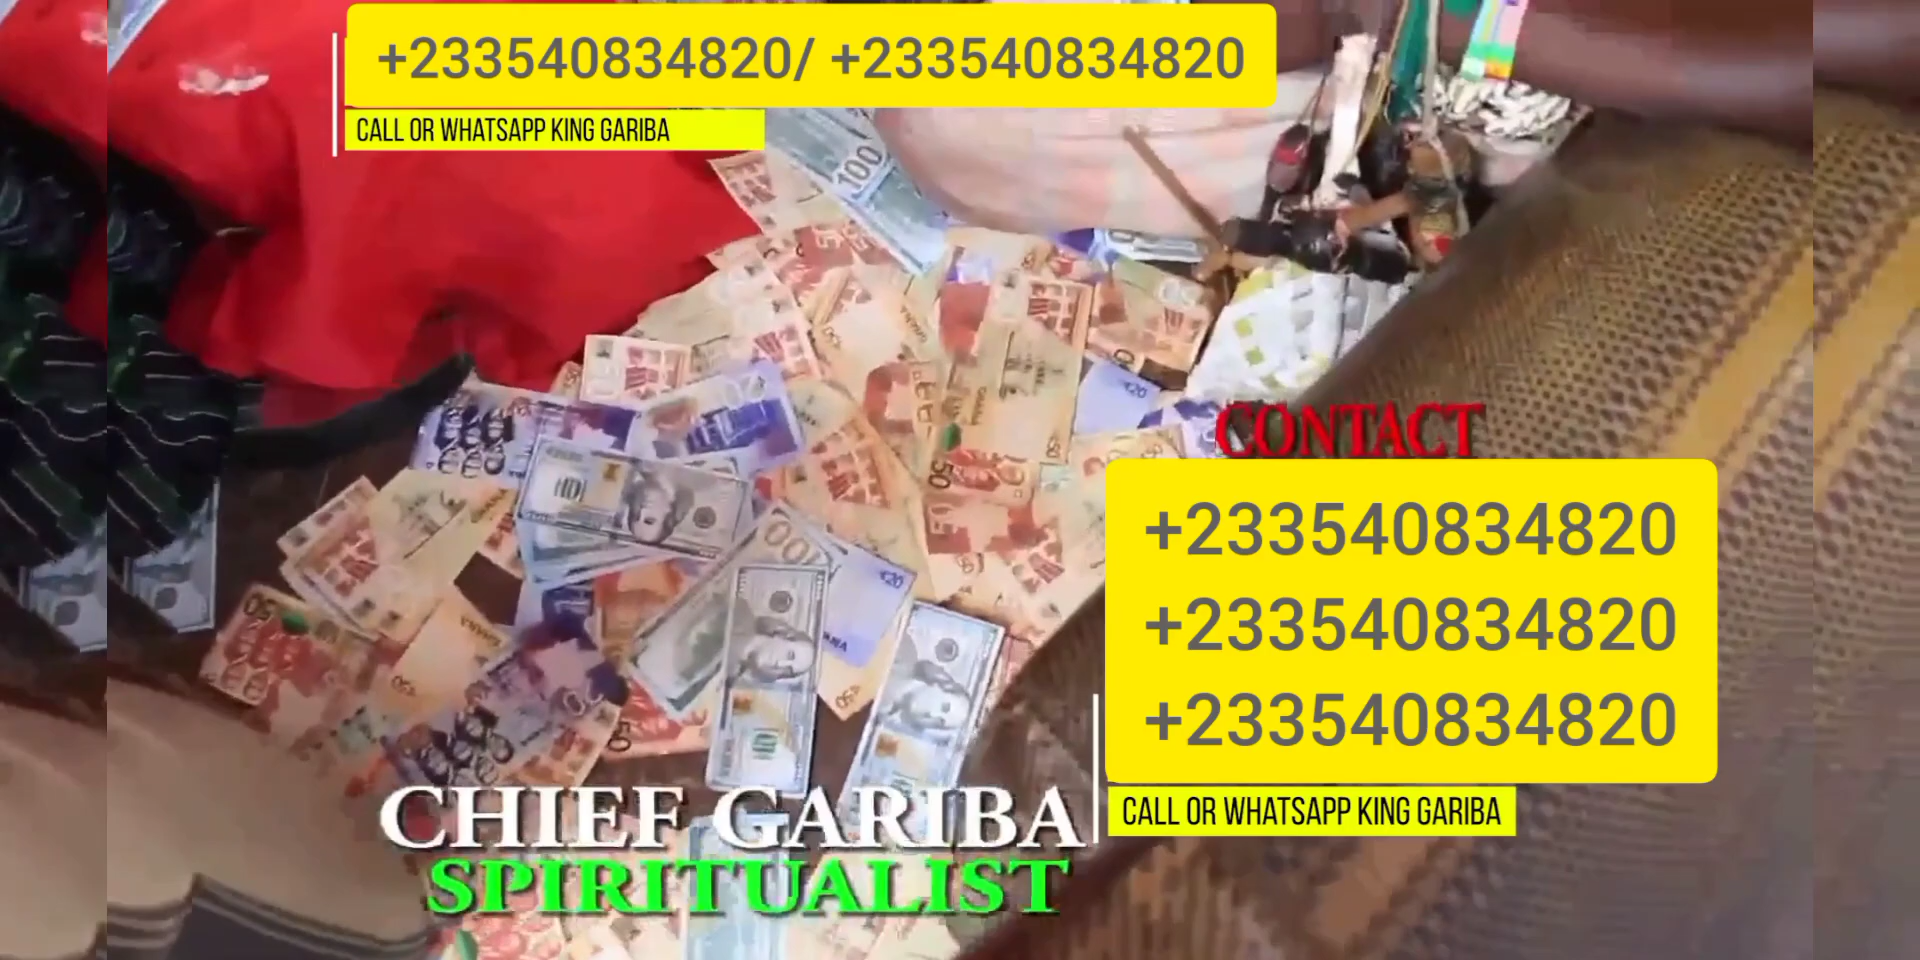 +233540834820/ +233540834820
CALL OR WHATSAPP KING GARIBA
100
CONTACT
+233540834820
+233540834820
+233540834820
CALL OR WHATSAPP KING GARIBA
CHIEF GARIBA
SPIRITUALIST